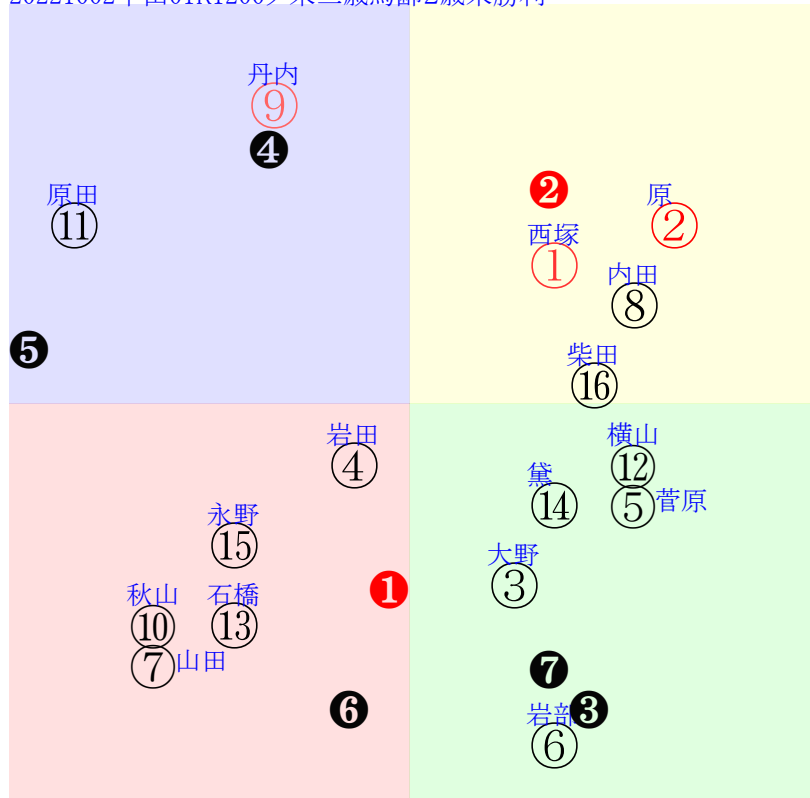 丹内
⑨
❹
❷
原田
⑪
原
②
西塚
①
内田
⑧
❺
柴田
⑯
岩田
④
横山
⑫
黛
⑭
⑤
菅原
永野
⑮
大野
③
❶
秋山
⑩
石橋
⑬
⑦
山田
❼
❻
岩部
❸
⑥